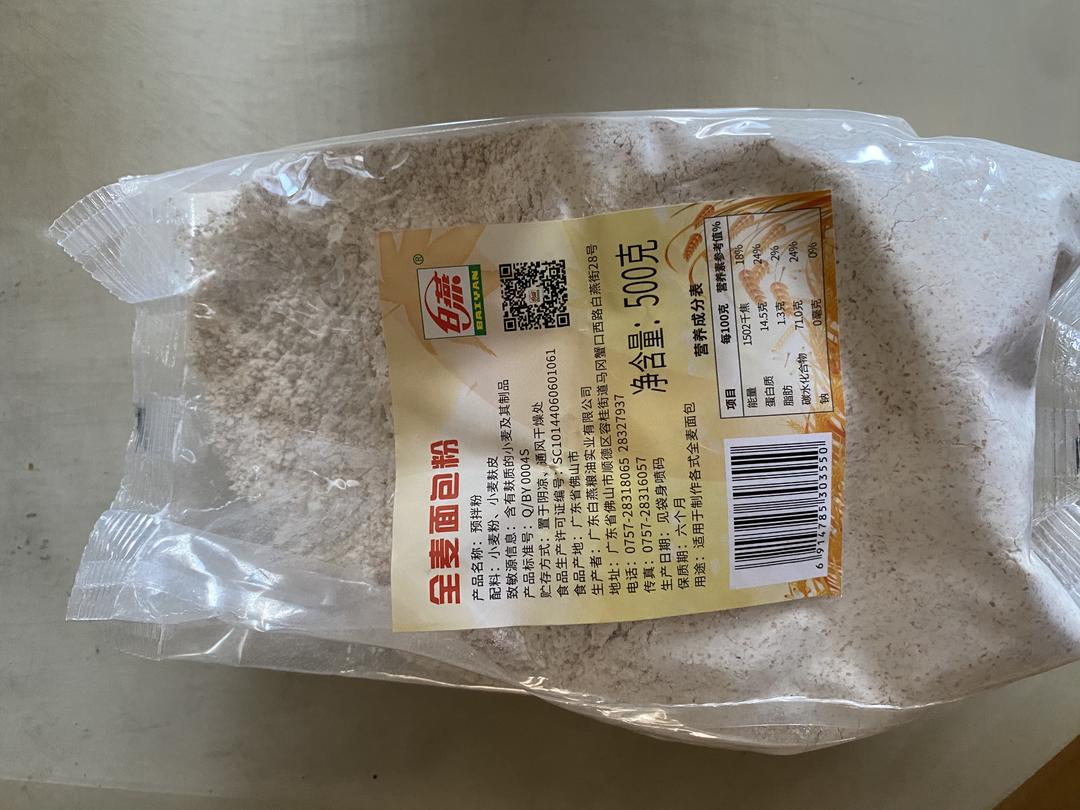 白燕
®
BAIYAN
全麦面包粉
产品名称：预拌粉
配料：小麦粉、小麦麸皮
致敏源信息：含有麸质的小麦及其制品
产品标准号：Q/BY0004S
贮存方式：置于阴凉、通风干燥处
食品生产许可证编号：SC10144060601061
食品产地：广东省佛山市
生产者：广东白燕粮油实业有限公司
地址：广东省佛山市顺德区容桂街道马冈蟹口西路白燕街28号
电话：0757-28318065 28327937
传真：0757-28316057
生产日期：见袋身喷码
保质期：六个月
用途：适用于制作各式全麦面包
净含量：500克
营养成分表
项目 每100克 营养素参考值%
能量 1502千焦 18%
蛋白质 14.5克 24%
脂肪 1.3克 2%
碳水化合物 71.0克 24%
钠 0毫克 0%
6 914785 303550